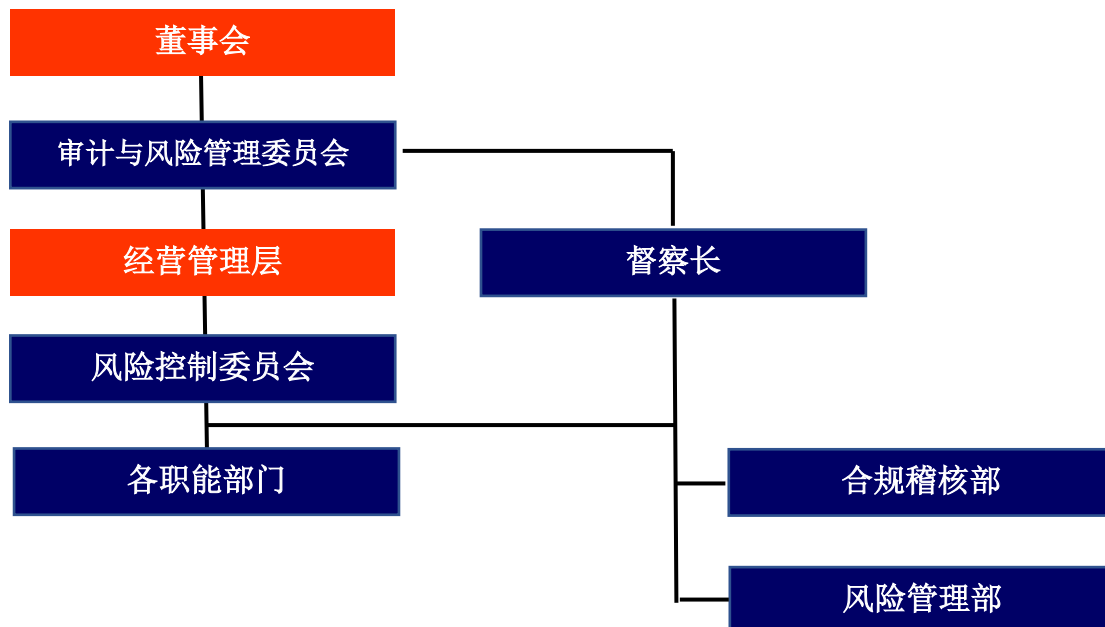 董事会
审计与风险管理委员会
经营管理层
督察长
风险控制委员会
各职能部门
合规稽核部
风险管理部